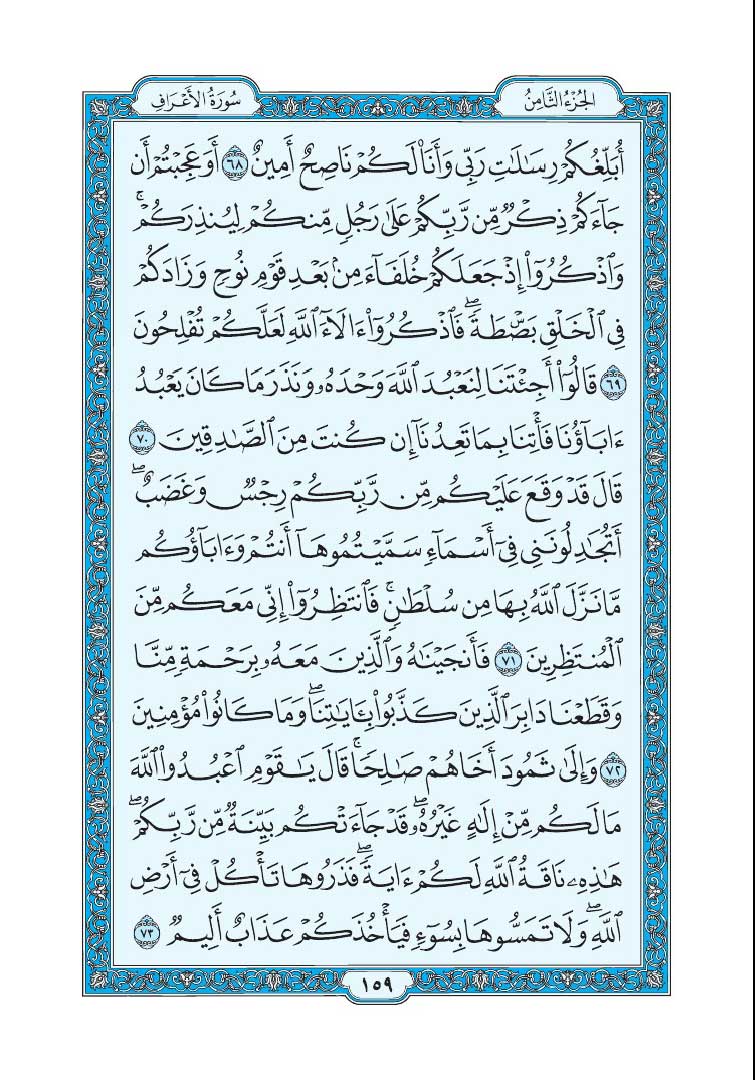 الجُزْءُ الثَّامِنُ
سُورَةُ الأَعْرَافِ
أُبَلِّغُكُمْ رِسَٰلَٰتِ رَبِّى وَأَنَا۠ لَكُمْ نَاصِحٌ أَمِينٌ ٦٨ أَوَعَجِبْتُمْ أَن
جَآءَكُمْ ذِكْرٌ مِّن رَّبِّكُمْ عَلَىٰ رَجُلٍ مِّنكُمْ لِيُنذِرَكُمْ ۚ
وَٱذْكُرُوٓا۟ إِذْ جَعَلَكُمْ خُلَفَآءَ مِنۢ بَعْدِ قَوْمِ نُوحٍ وَزَادَكُمْ
فِى ٱلْخَلْقِ بَصْۜطَةً ۖ فَٱذْكُرُوٓا۟ ءَالَآءَ ٱللَّهِ لَعَلَّكُمْ تُفْلِحُونَ
٦٩ قَالُوٓا۟ أَجِئْتَنَا لِنَعْبُدَ ٱللَّهَ وَحْدَهُۥ وَنَذَرَ مَا كَانَ يَعْبُدُ
ءَابَآؤُنَا فَأْتِنَا بِمَا تَعِدُنَآ إِن كُنتَ مِنَ ٱلصَّٰدِقِينَ ٧٠
قَالَ قَدْ وَقَعَ عَلَيْكُم مِّن رَّبِّكُمْ رِجْسٌ وَغَضَبٌ ۖ
أَتُجَٰدِلُونَنِى فِىٓ أَسْمَآءٍ سَمَّيْتُمُوهَآ أَنتُمْ وَءَابَآؤُكُم
مَّا نَزَّلَ ٱللَّهُ بِهَا مِن سُلْطَٰنٍ ۚ فَٱنتَظِرُوٓا۟ إِنِّى مَعَكُم مِّنَ
ٱلْمُنتَظِرِينَ ٧١ فَأَنجَيْنَٰهُ وَٱلَّذِينَ مَعَهُۥ بِرَحْمَةٍ مِّنَّا
وَقَطَعْنَا دَابِرَ ٱلَّذِينَ كَذَّبُوا۟ بِـَٔايَٰتِنَا ۖ وَمَا كَانُوا۟ مُؤْمِنِينَ
٧٢ وَإِلَىٰ ثَمُودَ أَخَاهُمْ صَٰلِحًا ۗ قَالَ يَٰقَوْمِ ٱعْبُدُوا۟ ٱللَّهَ
مَا لَكُم مِّنْ إِلَٰهٍ غَيْرُهُۥ ۖ قَدْ جَآءَتْكُم بَيِّنَةٌ مِّن رَّبِّكُمْ ۖ
هَٰذِهِۦ نَاقَةُ ٱللَّهِ لَكُمْ ءَايَةً ۖ فَذَرُوهَا تَأْكُلْ فِىٓ أَرْضِ
ٱللَّهِ ۖ وَلَا تَمَسُّوهَا بِسُوٓءٍ فَيَأْخُذَكُمْ عَذَابٌ أَلِيمٌ ٧٣
١٥٩